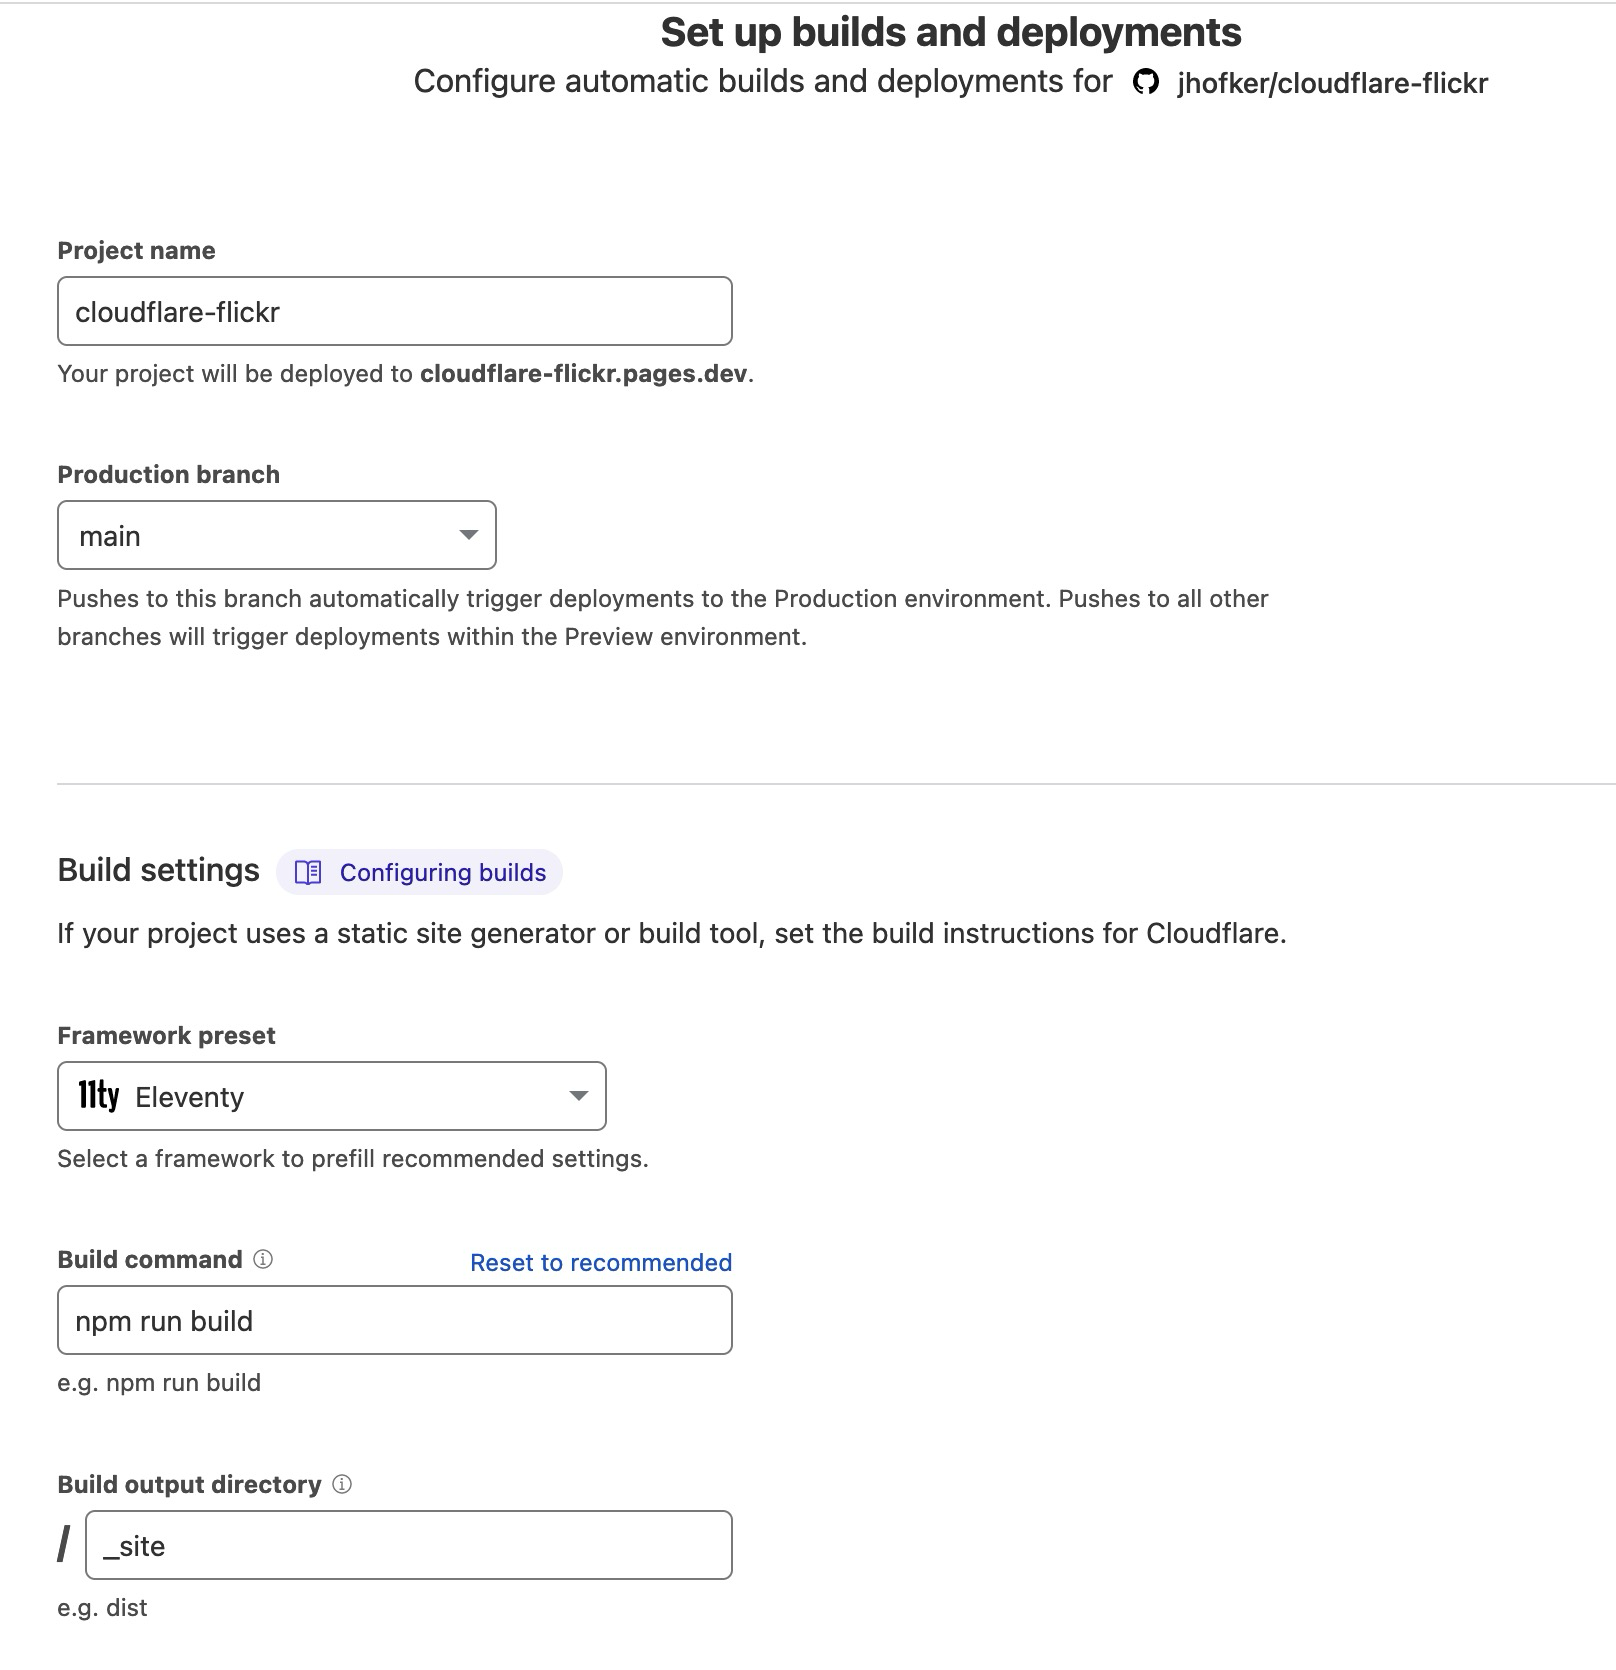 Set up builds and deployments
Configure automatic builds and deployments for jhofker/cloudflare-flickr
Project name
cloudflare-flickr
Your project will be deployed to cloudflare-flickr.pages.dev.
Production branch
main
Pushes to this branch automatically trigger deployments to the Production environment. Pushes to all other
branches will trigger deployments within the Preview environment.
Build settings Configuring builds
If your project uses a static site generator or build tool, set the build instructions for Cloudflare.
Framework preset
11ty Eleventy
Select a framework to prefill recommended settings.
Build command Reset to recommended
npm run build
e.g. npm run build
Build output directory
/ _site
e.g. dist